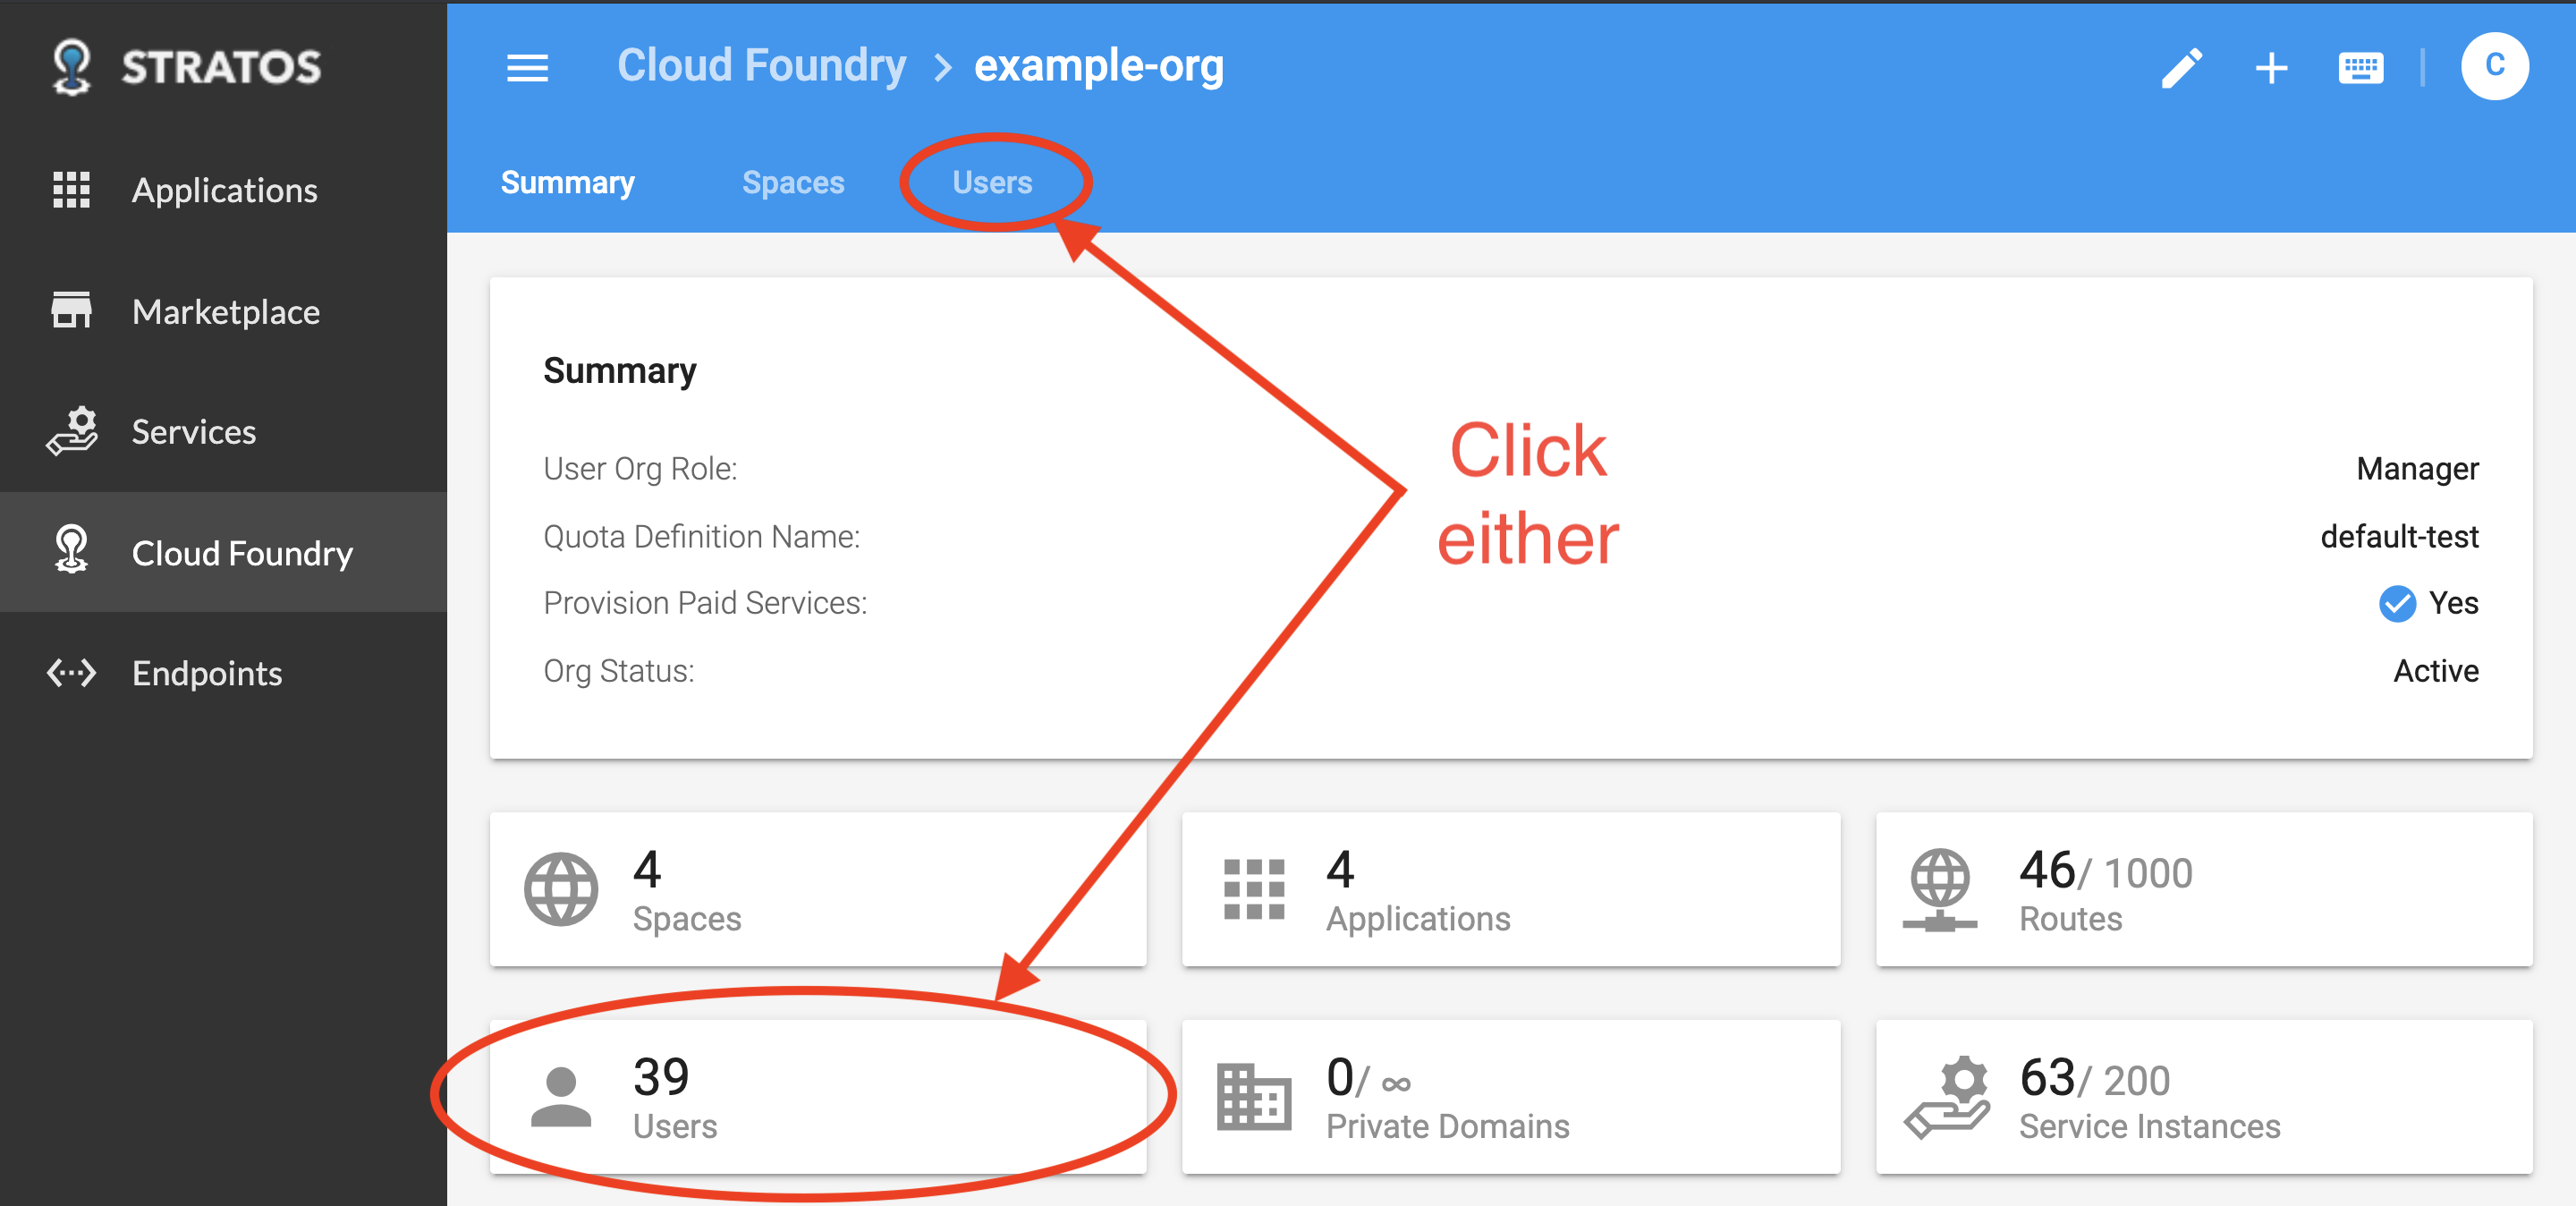 STRATOS
Applications
Marketplace
Services
Cloud Foundry
Endpoints
Cloud Foundry > example-org
C
Summary Spaces Users
Summary
User Org Role: Manager
Quota Definition Name: default-test
Provision Paid Services: Yes
Org Status: Active
Click
either
4
Spaces
4
Applications
46/ 1000
Routes
39
Users
0/ ∞
Private Domains
63/ 200
Service Instances